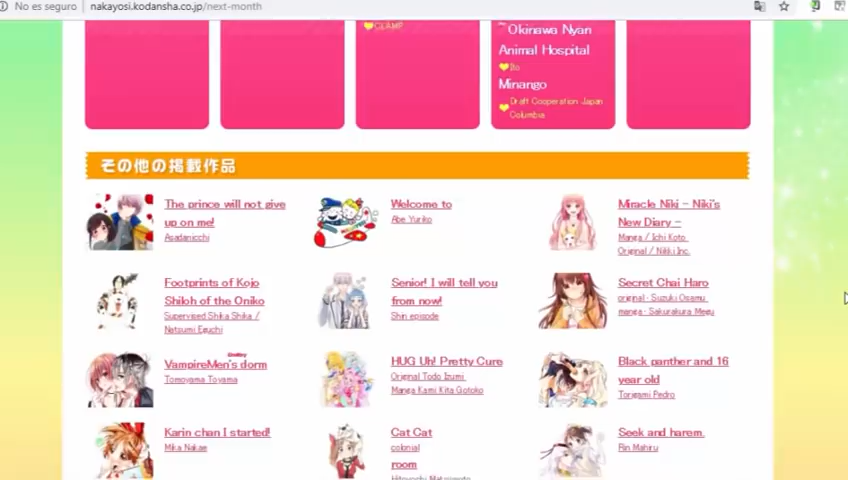 No es seguro
nakayosi.kodansha.co.jp/next-month
CLAMP
Okinawa Nyan
Animal Hospital
Bo
Minango
Draft Cooperation Japan
Columbia
その他の掲載作品
The prince will not give
up on me!
Asadanicchi
Welcome to
Abe Yuriko
Miracle Niki - Niki's
New Diary -
Manga / Ichi Koto
Original / Nikki Inc.
Footprints of Kojo
Shiloh of the Oniko
Supervised Shika Shika /
Natsumi Eguchi
Senior! I will tell you
from now!
Shin episode
Secret Chai Haro
original · Suzuki Osamu
manga · Sakurakura Megu
VampireMen's dorm
Tomoyama Toyama
HUG Uh! Pretty Cure
Original Todo Izumi
Manga Kami Kita Gotoko
Black panther and 16
year old
Torigami Pedro
Karin chan I started!
Mika Nakae
Cat Cat
colonial
room
Seek and harem.
Rin Mahiru